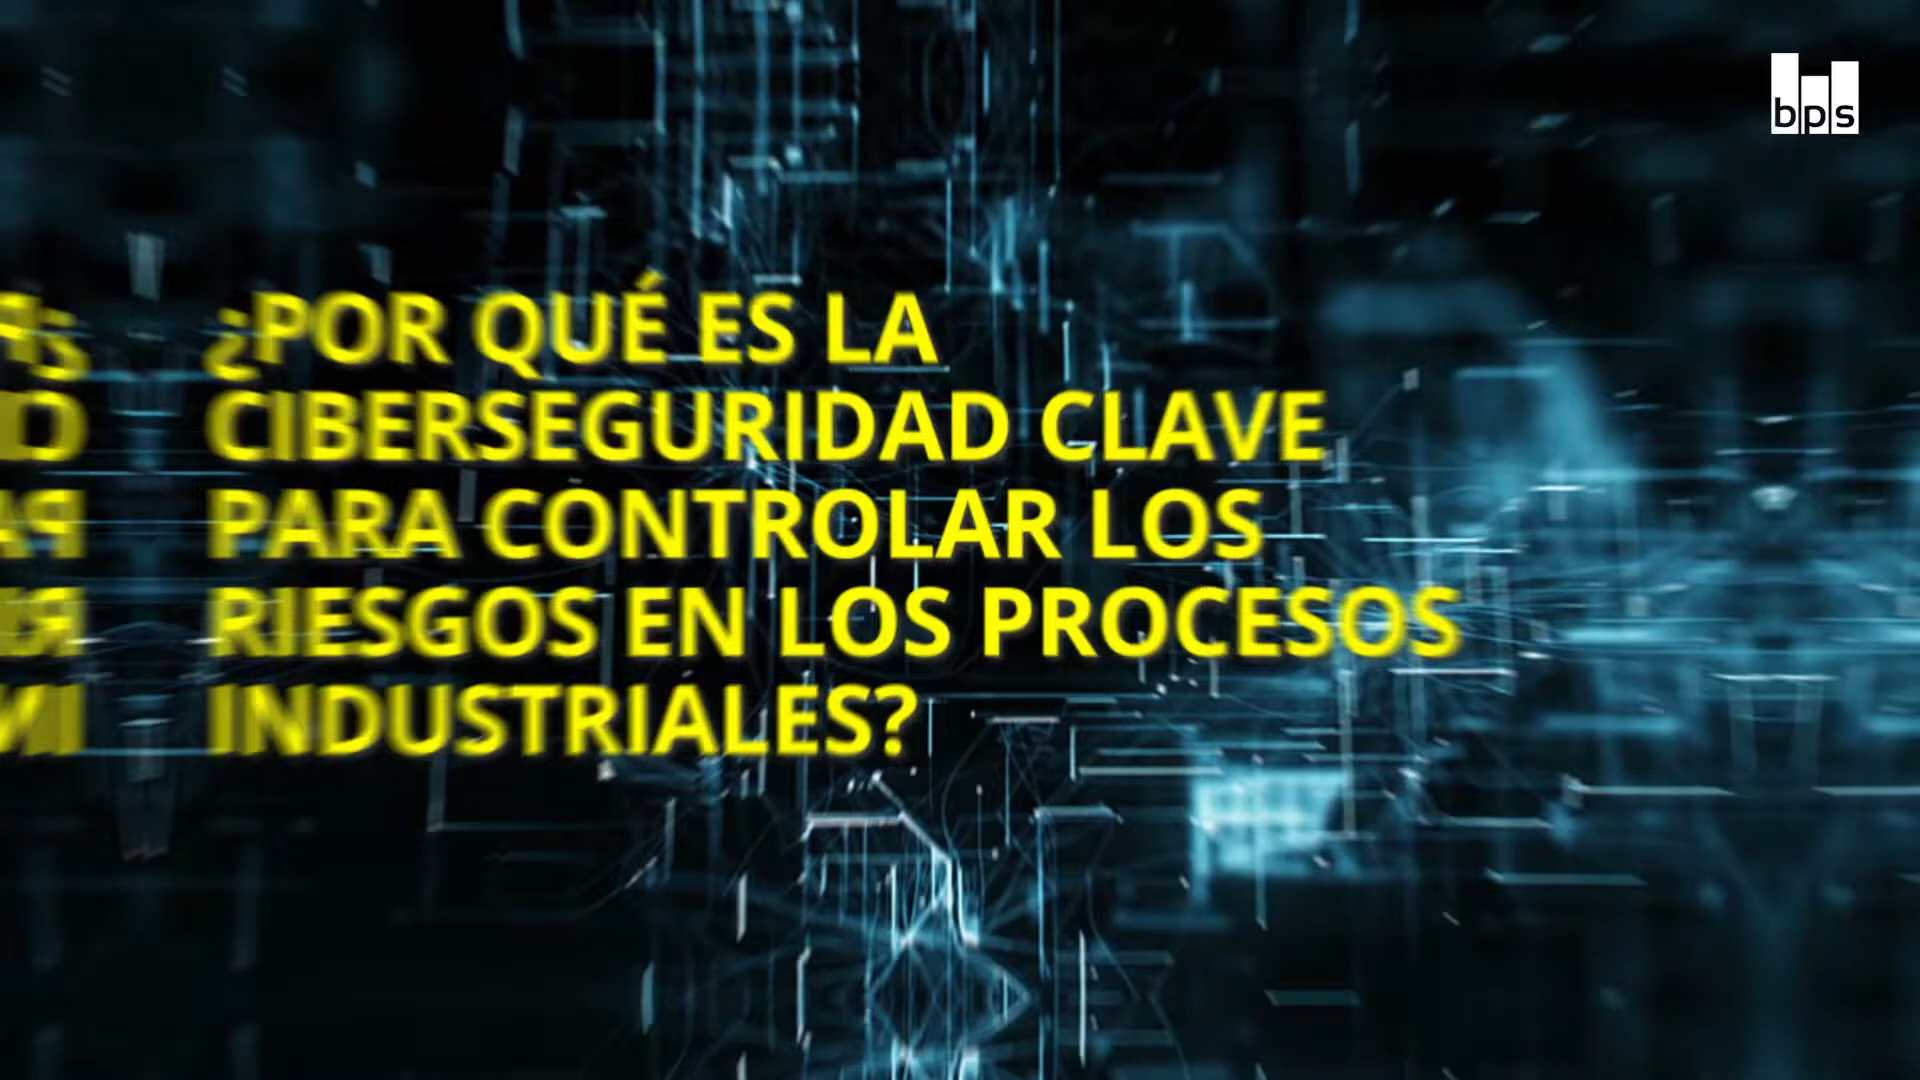 bps
¿POR QUÉ ES LA
CIBERSEGURIDAD CLAVE
PARA CONTROLAR LOS
RIESGOS EN LOS PROCESOS
INDUSTRIALES?